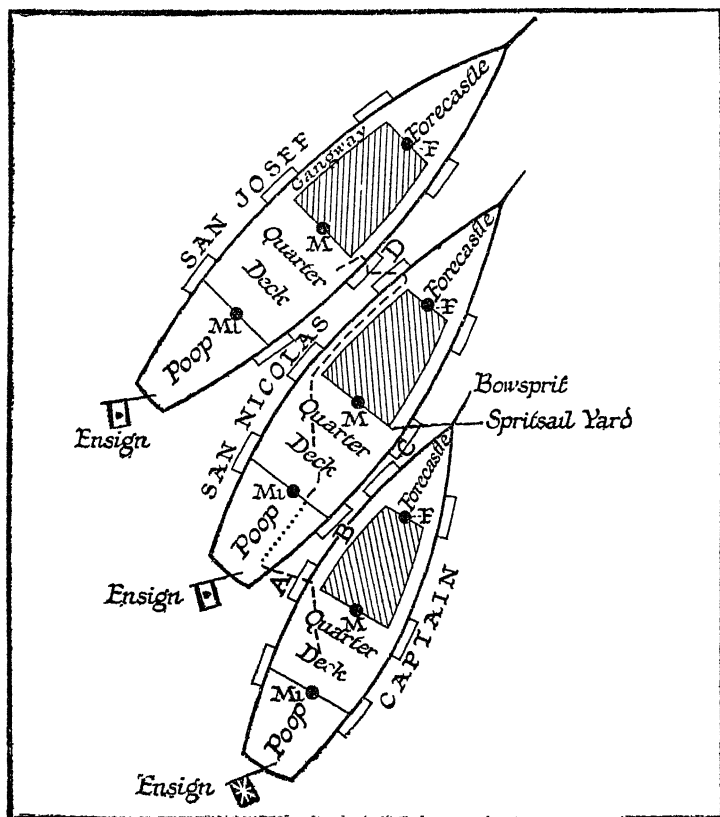 Forecastle
F
Gangway
SAN JOSEF
M
Quarter
Deck
D
Mi
Poop
Ensign
Forecastle
F
SAN NICOLAS
M
Quarter
Deck
C
Mi
Poop
Ensign
Bowsprit
Spritsail Yard
Forecastle
F
B
A
M
Quarter
Deck
CAPTAIN
Mi
Poop
Ensign